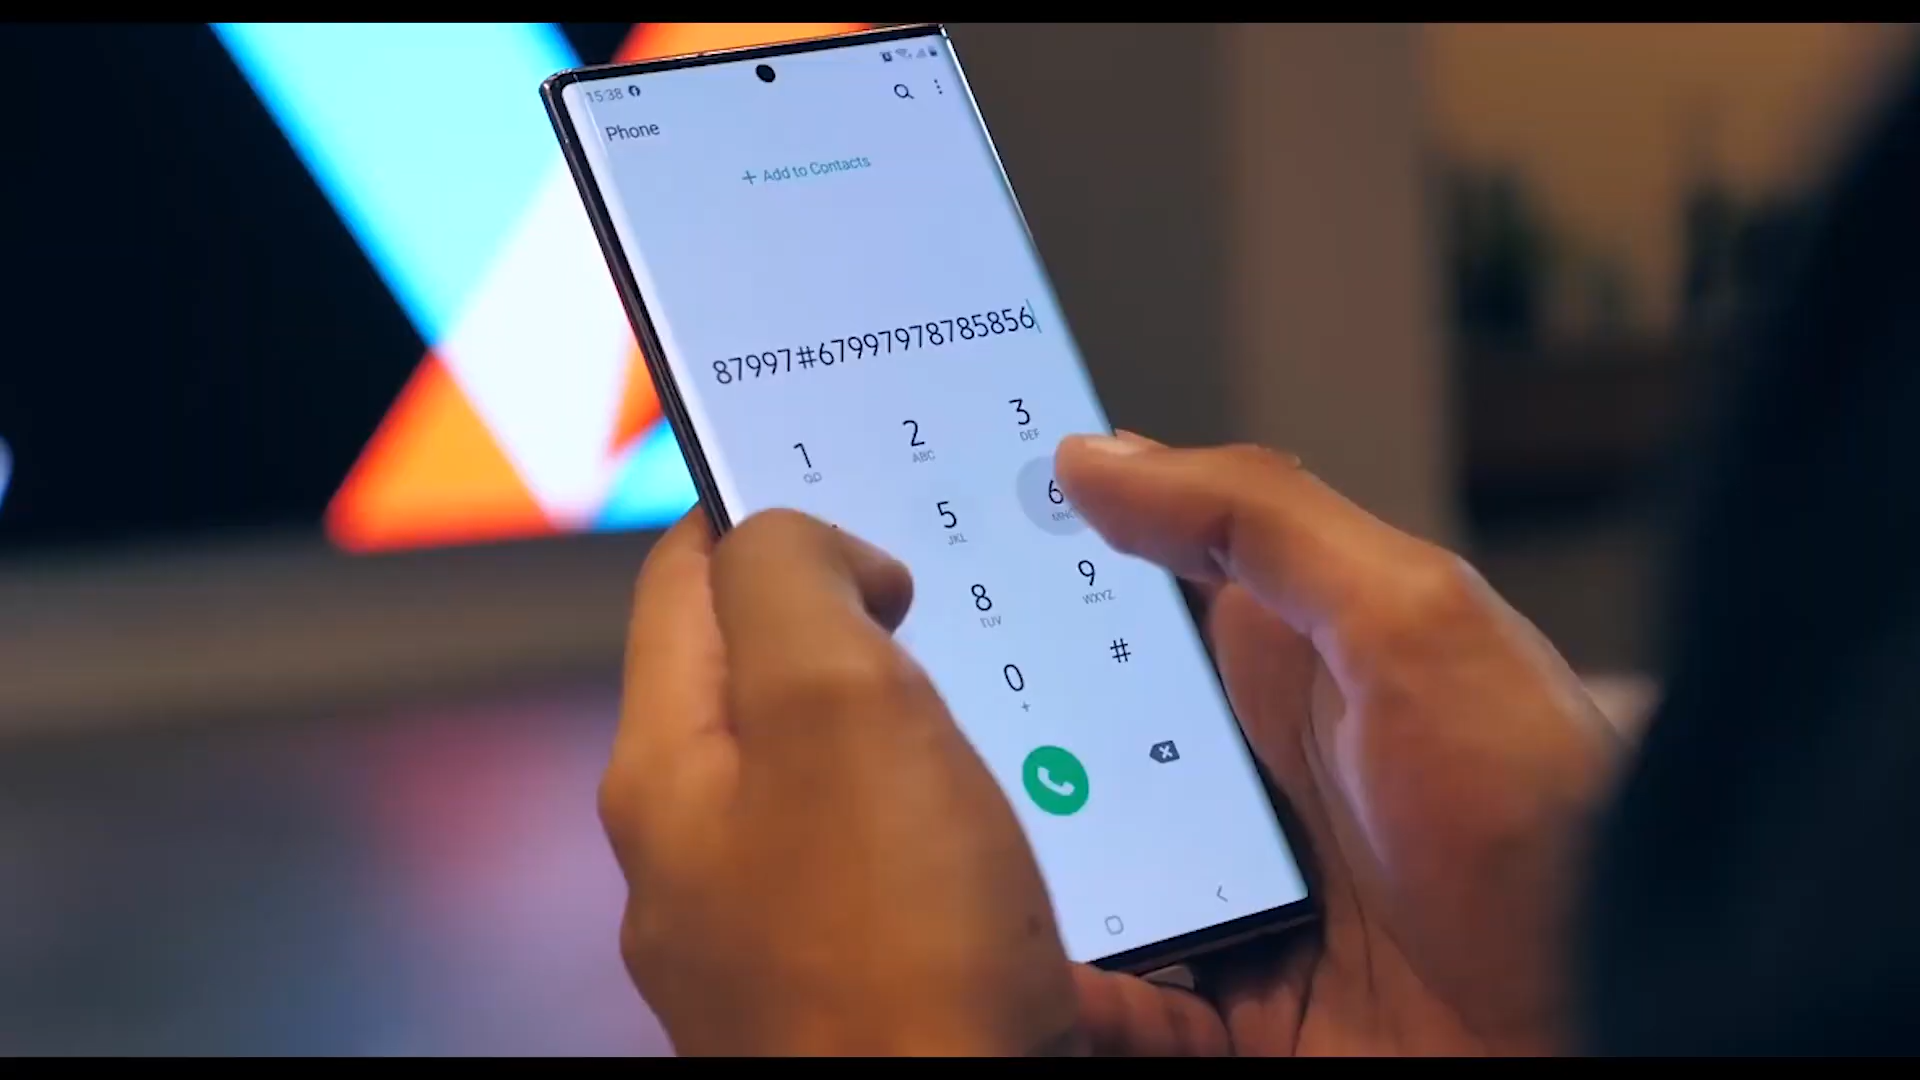 15:38
Phone
+ Add to Contacts
87997#67997978785856
1 2 3
ABC DEF
5 6
JKL MNO
8 9
TUV WXYZ
0 #
+